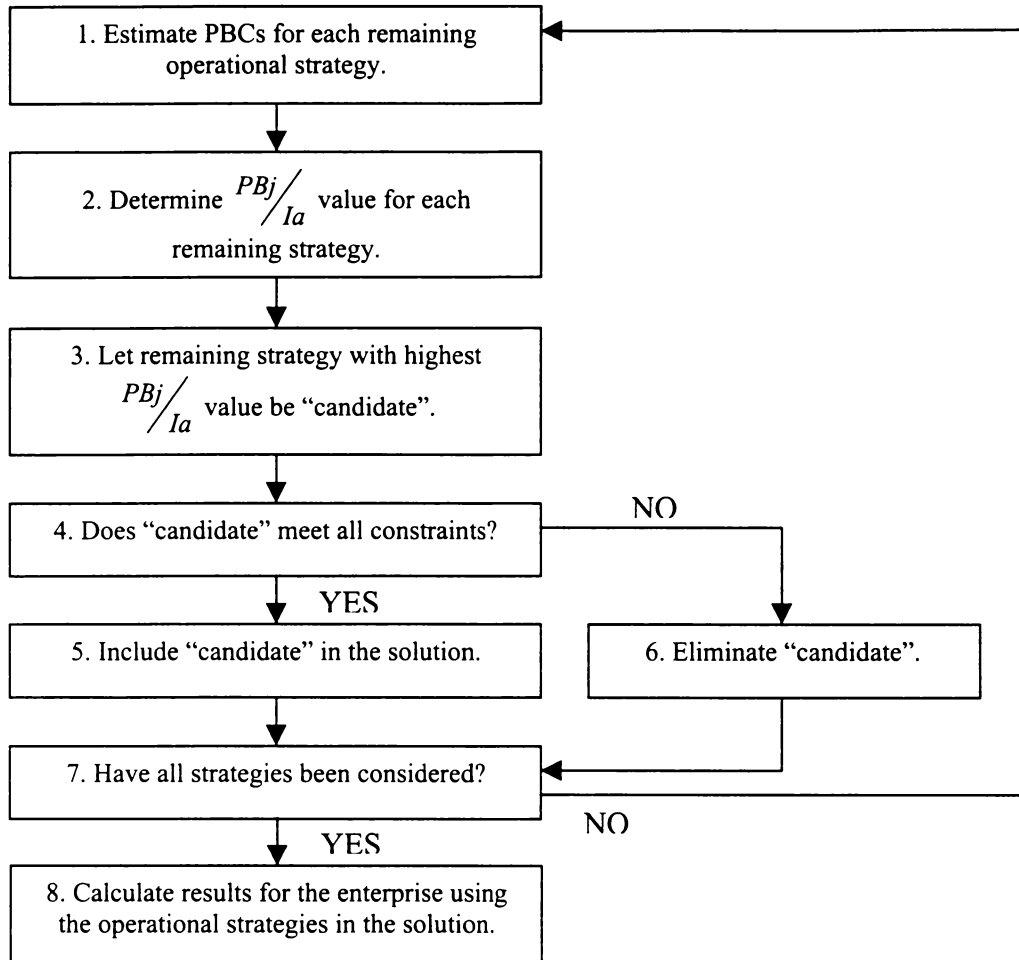 1. Estimate PBCs for each remaining
operational strategy.
2. Determine PBj/Ia value for each
remaining strategy.
3. Let remaining strategy with highest
PBj/Ia value be “candidate”.
4. Does “candidate” meet all constraints?
NO
YES
5. Include “candidate” in the solution.
6. Eliminate “candidate”.
7. Have all strategies been considered?
NO
YES
8. Calculate results for the enterprise using
the operational strategies in the solution.